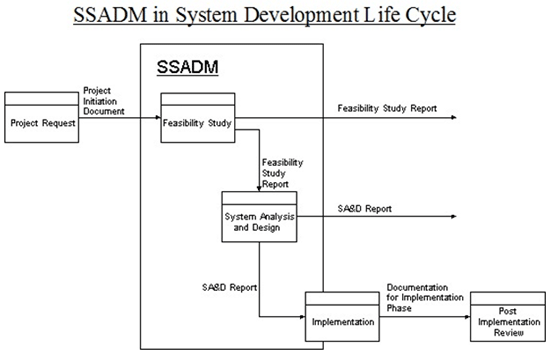 SSADM in System Development Life Cycle
SSADM
Project
Initiation
Document
Project Request
Feasibility Study
Feasibility Study Report
Feasibility
Study
Report
System Analysis
and Design
SA&D Report
SA&D Report
Implementation
Documentation
for Implementation
Phase
Post
Implementation
Review